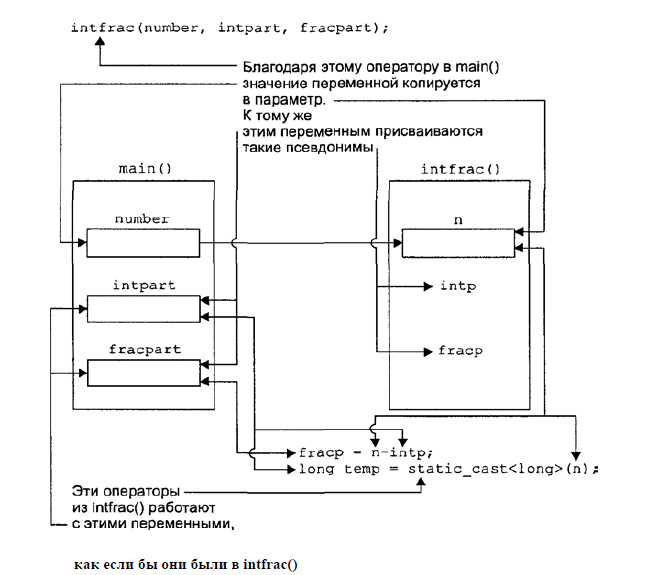 intfrac(number, intpart, fracpart);
Благодаря этому оператору в main()
значение переменной копируется
в параметр.
К тому же
этим переменным присваиваются
такие псевдонимы
main()
intfrac()
number
n
intpart
intp
fracpart
fracp
fracp = n-intp;
long temp = static_cast<long>(n);
Эти операторы
из intfrac() работают
с этими переменными,
как если бы они были в intfrac()